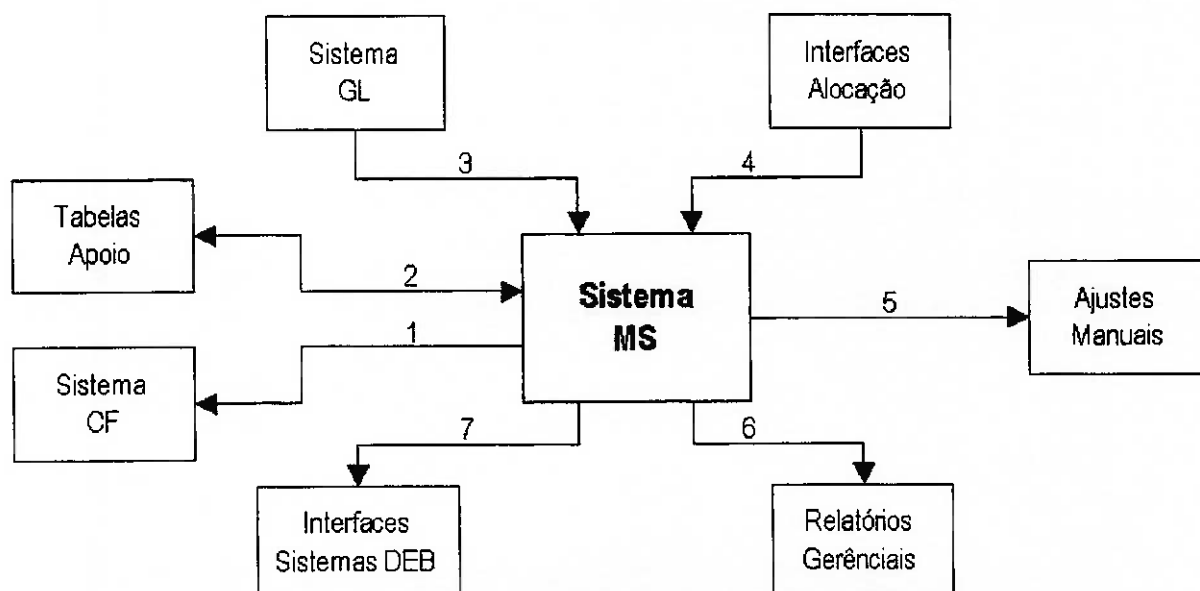 Sistema
GL
Interfaces
Alocação
3
4
Tabelas
Apoio
2
Sistema
MS
5
Ajustes
Manuais
1
Sistema
CF
7
6
Interfaces
Sistemas DEB
Relatórios
Gerênciais